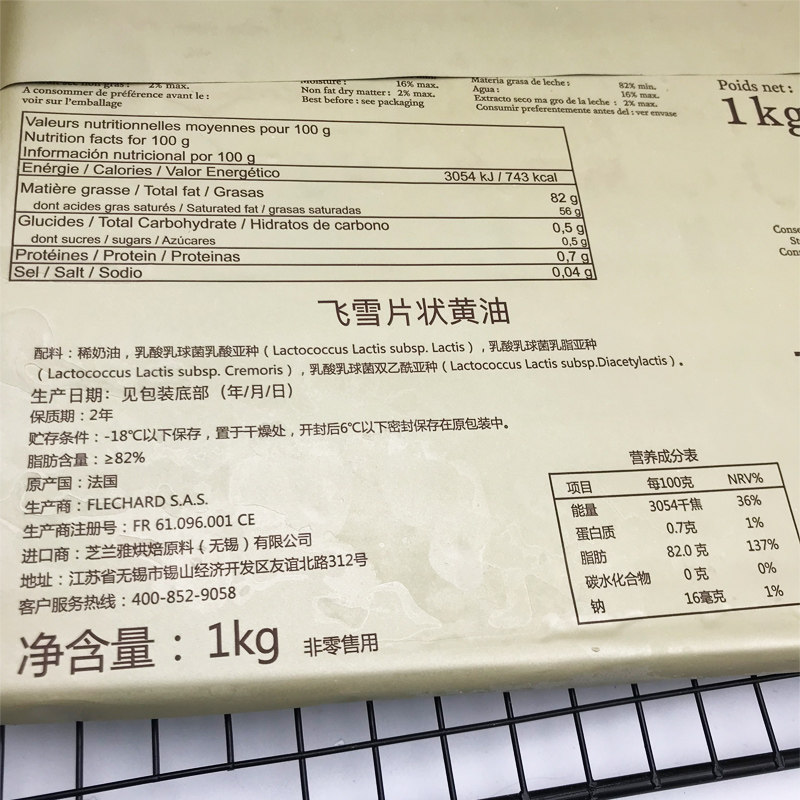 2% max.
A consommer de préférence avant le :
voir sur l'emballage
Moisture : 16% max.
Non fat dry matter : 2% max.
Best before : see packaging
Materia grasa de leche : 82% min.
Agua : 16% max.
Extracto seco ma gro de la leche : 2% max.
Consumir preferentemente antes del : ver envase
Poids net :
1kg
Valeurs nutritionnelles moyennes pour 100 g
Nutrition facts for 100 g
Información nutricional por 100 g
Enérgie / Calories / Valor Energético 3054 kJ / 743 kcal
Matière grasse / Total fat / Grasas 82 g
dont acides gras saturés / Saturated fat / grasas saturadas 56 g
Glucides / Total Carbohydrate / Hidratos de carbono 0,5 g
dont sucres / sugars / Azúcares 0,5 g
Protéines / Protein / Proteinas 0,7 g
Sel / Salt / Sodio 0,04 g
飞雪片状黄油
配料：稀奶油，乳酸乳球菌乳酸亚种（Lactococcus Lactis subsp. Lactis），乳酸乳球菌乳脂亚种
（Lactococcus Lactis subsp. Cremoris），乳酸乳球菌双乙酰亚种（Lactococcus Lactis subsp.Diacetylactis）。
生产日期：见包装底部（年/月/日）
保质期：2年
贮存条件：-18℃以下保存，置于干燥处，开封后6℃以下密封保存在原包装中。
脂肪含量：≥82%
原产国：法国
生产商：FLECHARD S.A.S.
生产商注册号：FR 61.096.001 CE
进口商：芝兰雅烘焙原料（无锡）有限公司
地址：江苏省无锡市锡山经济开发区友谊北路312号
客户服务热线：400-852-9058
净含量：1kg 非零售用
营养成分表
项目 每100克 NRV%
能量 3054千焦 36%
蛋白质 0.7克 1%
脂肪 82.0克 137%
碳水化合物 0克 0%
钠 16毫克 1%